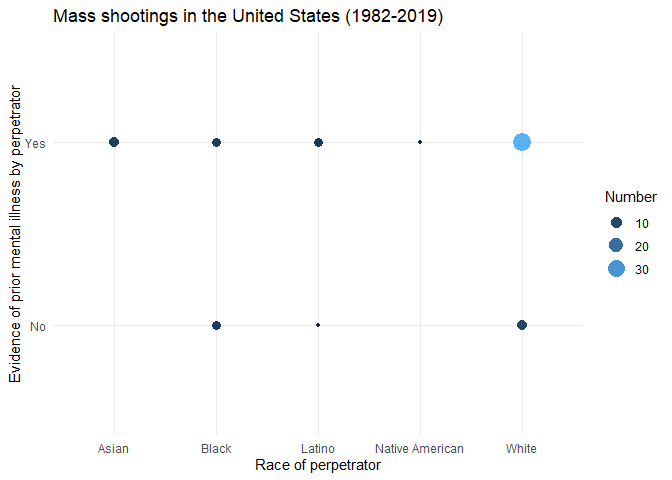 Mass shootings in the United States (1982-2019)
Evidence of prior mental illness by perpetrator
Yes
No
Asian
Black
Latino
Native American
White
Race of perpetrator
Number
10
20
30